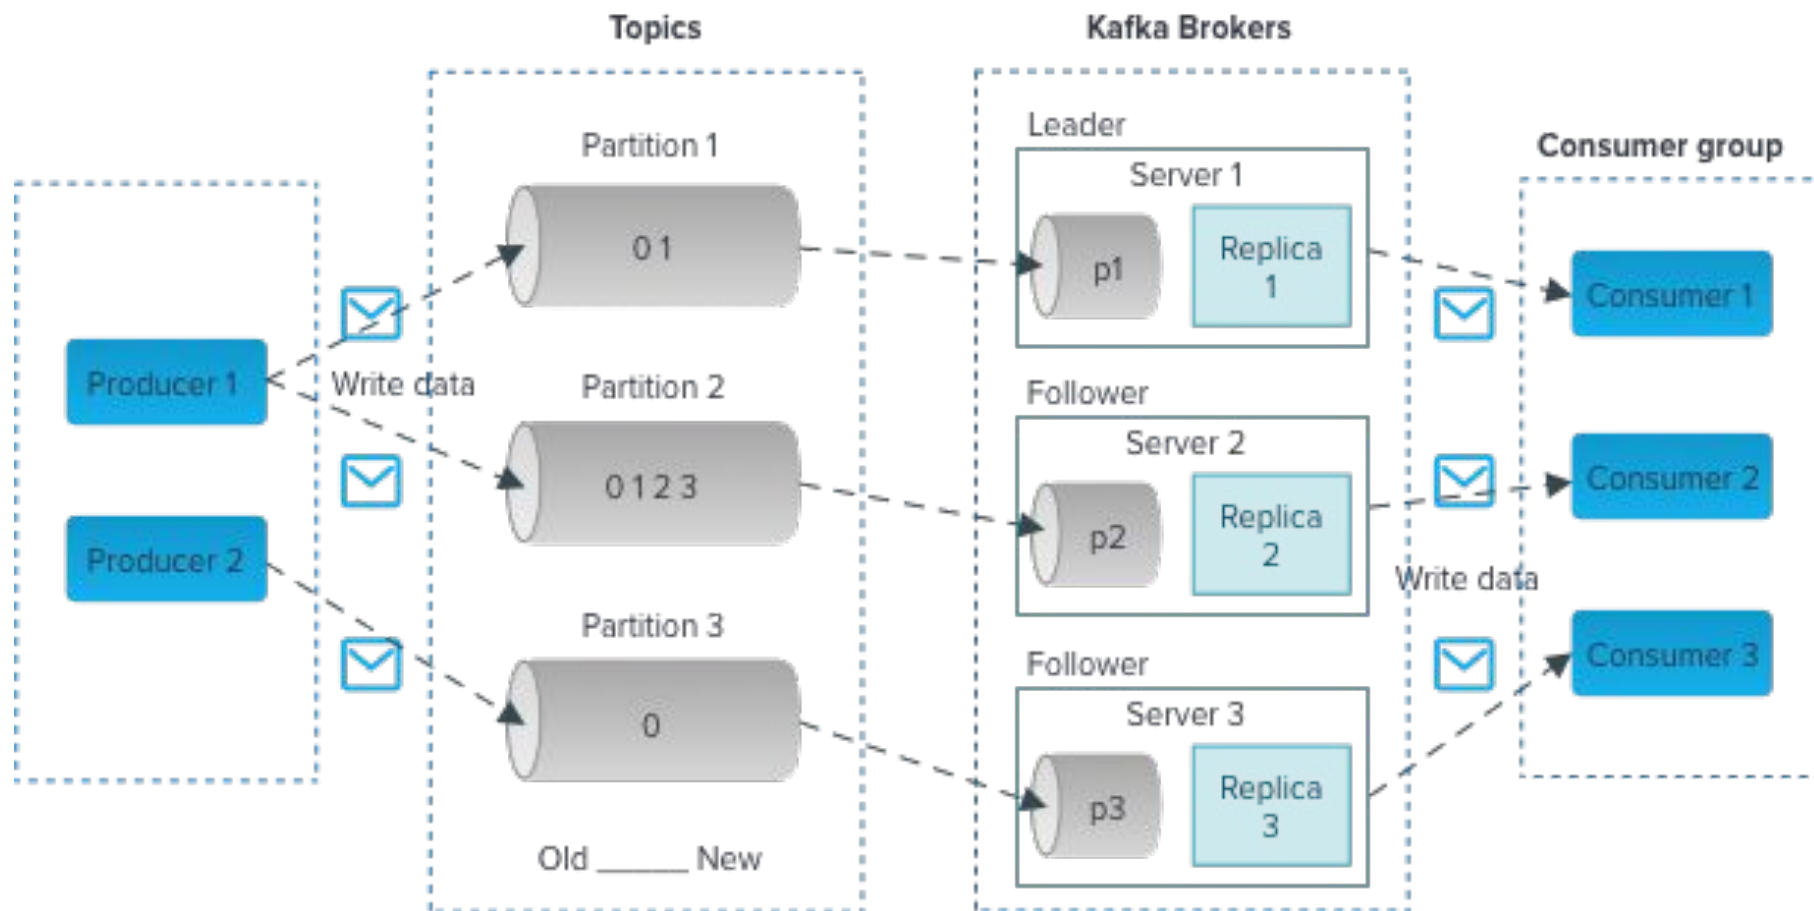 Topics
Kafka Brokers
Consumer group
Producer 1
Producer 2
Write data
Partition 1
0 1
Partition 2
0 1 2 3
Partition 3
0
Old ______ New
Leader
Server 1
p1
Replica
1
Follower
Server 2
p2
Replica
2
Follower
Server 3
p3
Replica
3
Write data
Consumer 1
Consumer 2
Consumer 3